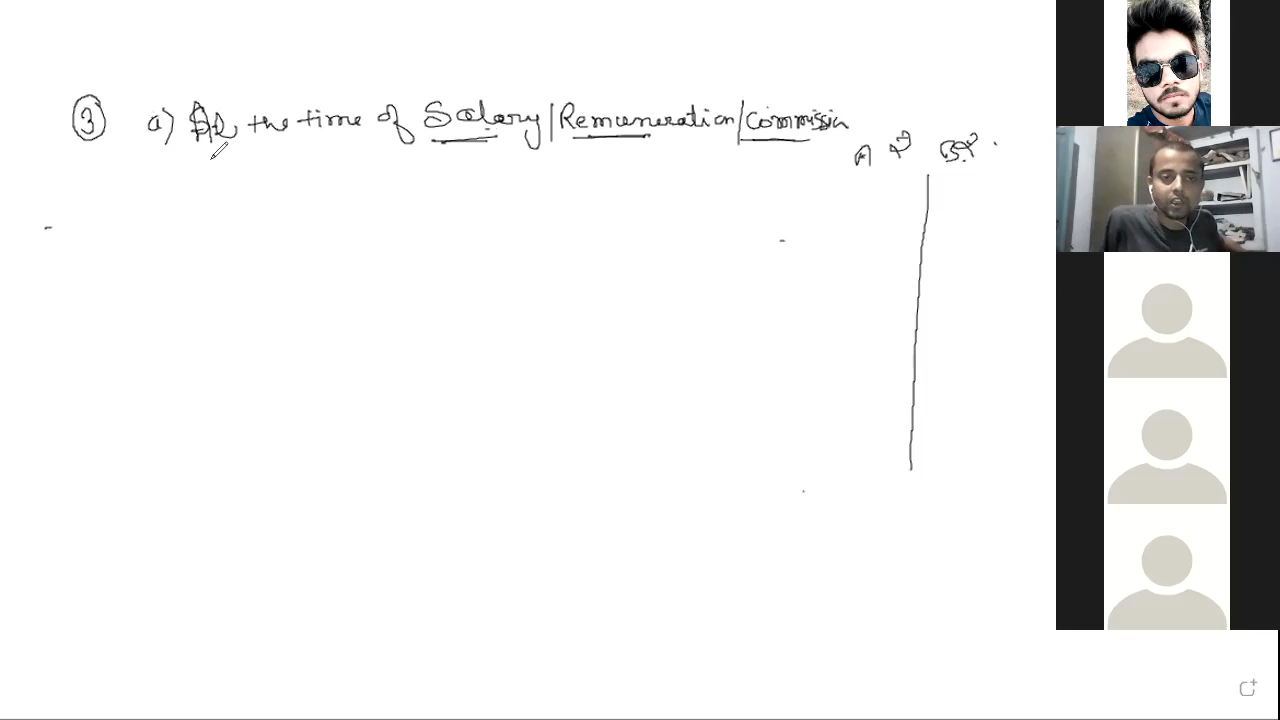 ③ a) At the time of Salary/Remuneration/Commission